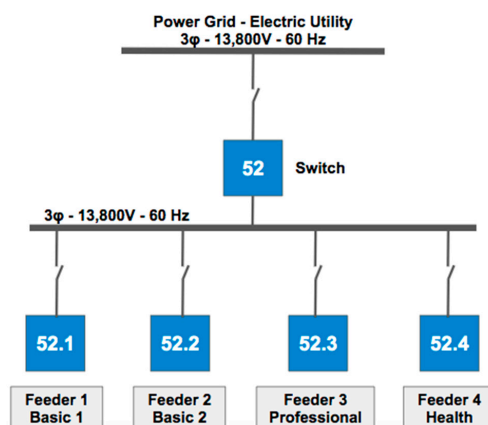 Power Grid - Electric Utility
3φ - 13,800V - 60 Hz
52
Switch
3φ - 13,800V - 60 Hz
52.1
52.2
52.3
52.4
Feeder 1
Basic 1
Feeder 2
Basic 2
Feeder 3
Professional
Feeder 4
Health